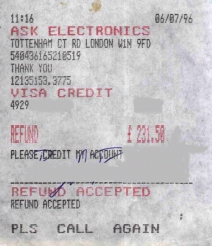 11:16 06/07/96
ASK ELECTRONICS
TOTTENHAM CT RD LONDON W1N 9FD
540436165210519
THANK YOU
12135153.3775
VISA CREDIT
4929
REFUND £ 231.50
PLEASE CREDIT MY ACCOUNT
REFUND ACCEPTED
REFUND ACCEPTED
PLS CALL AGAIN